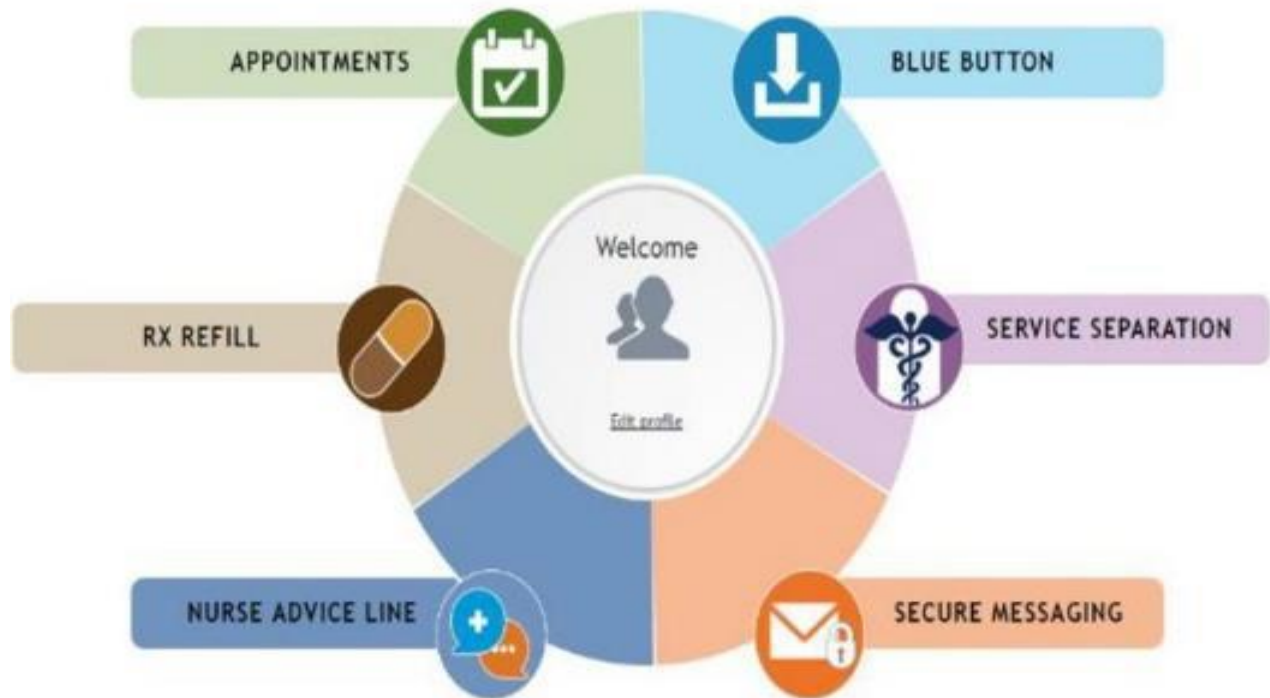 APPOINTMENTS
BLUE BUTTON
Welcome
Edit profile
RX REFILL
SERVICE SEPARATION
NURSE ADVICE LINE
SECURE MESSAGING